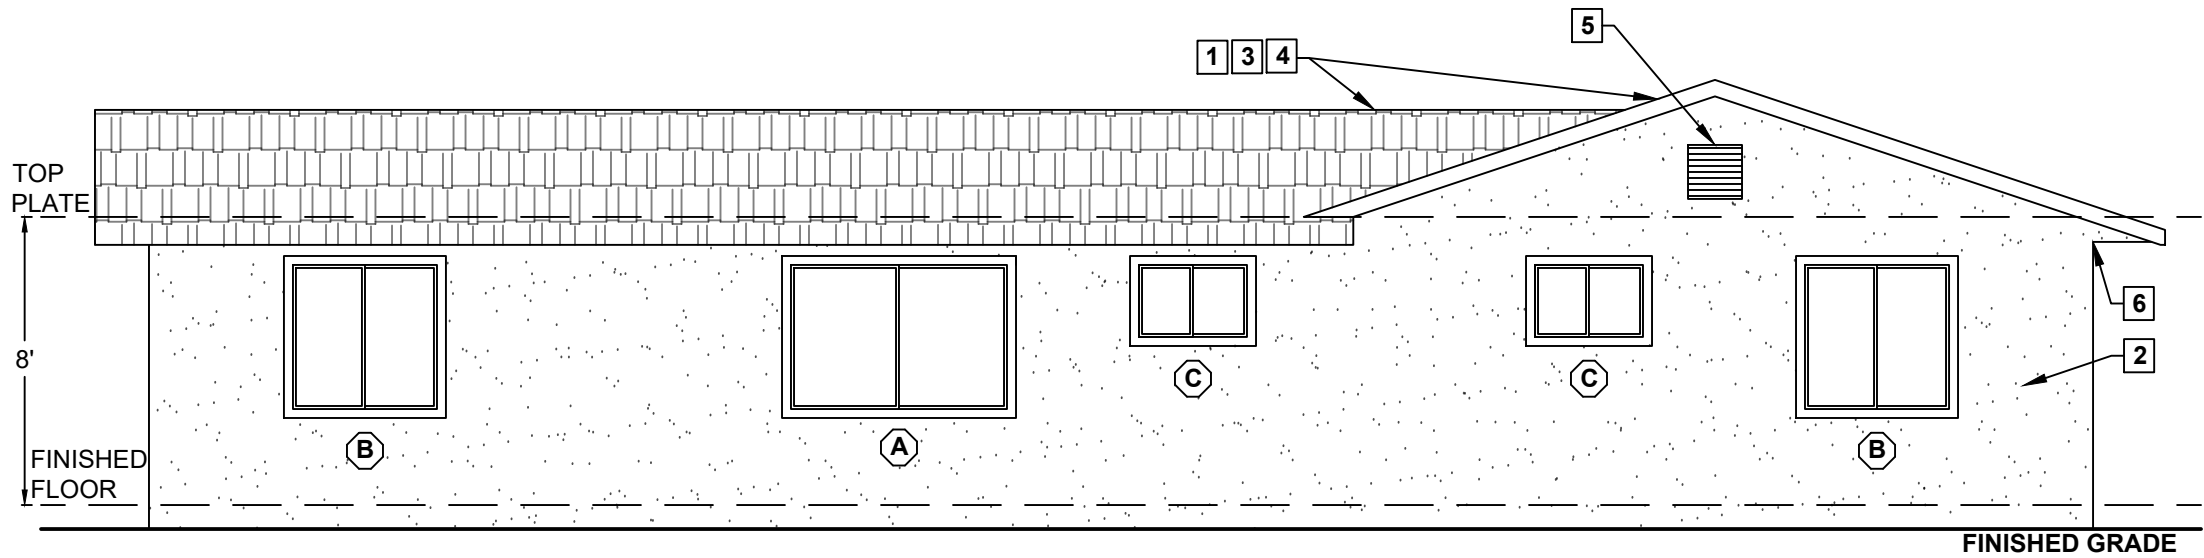 5
1 3 4
TOP
PLATE
6
2
8'
C
C
B
A
B
FINISHED
FLOOR
FINISHED GRADE